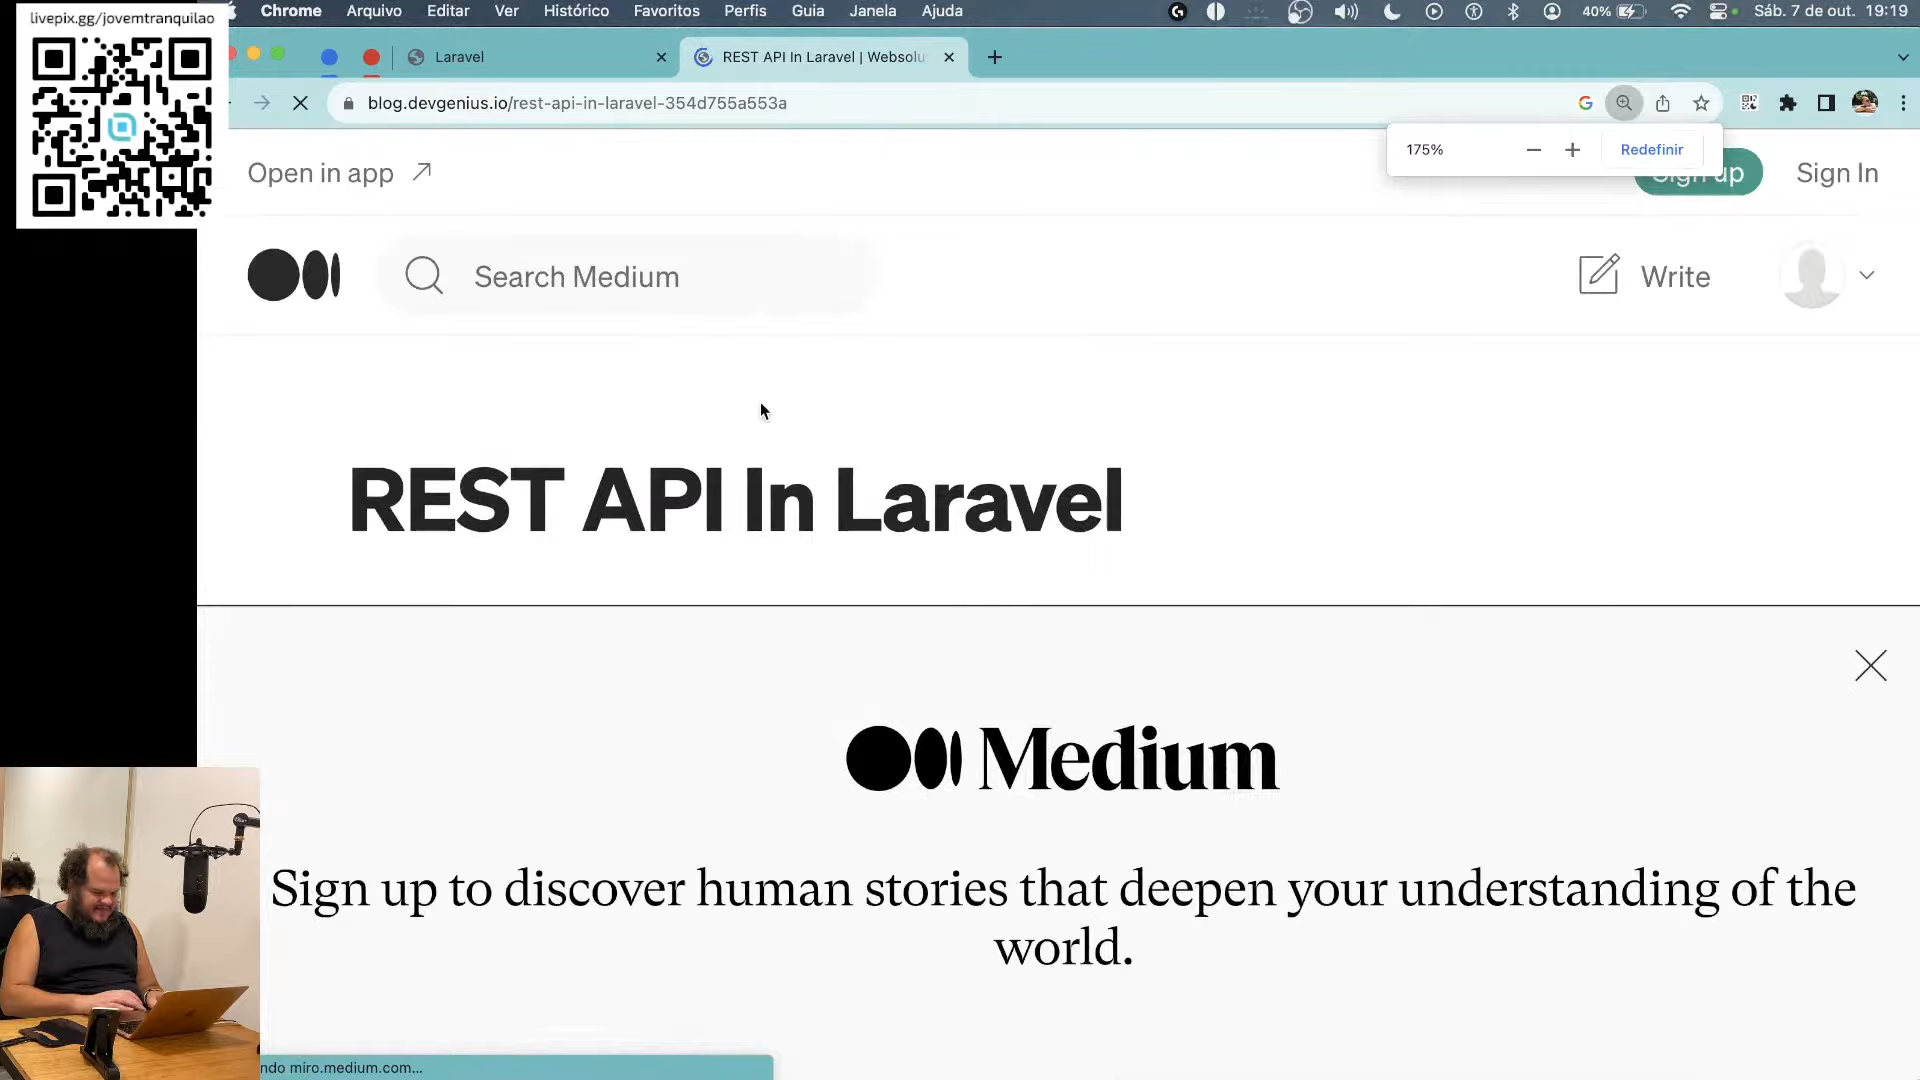 livepix.gg/jovemtranquilao
Chrome Arquivo Editar Ver Histórico Favoritos Perfis Guia Janela Ajuda
40% Sáb. 7 de out. 19:19
Laravel
REST API In Laravel | Websolu
blog.devgenius.io/rest-api-in-laravel-354d755a553a
175% Redefinir
Open in app
Sign up Sign In
Search Medium
Write
REST API In Laravel
Medium
Sign up to discover human stories that deepen your understanding of the
world.
ndo miro.medium.com...